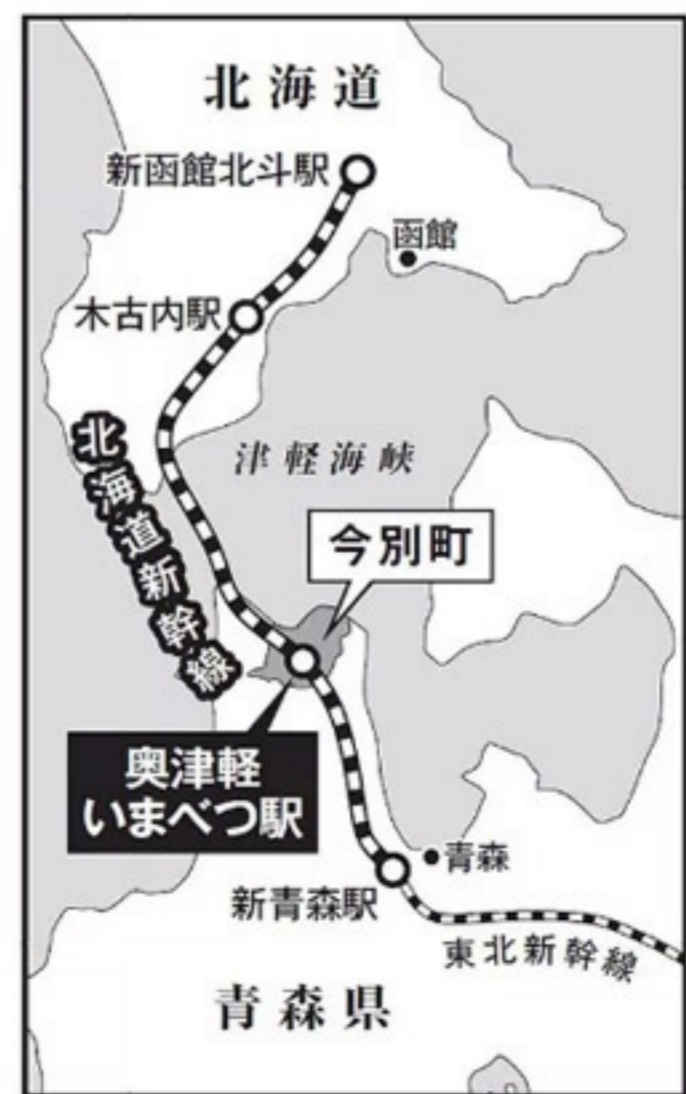 北海道
新函館北斗駅
函館
木古内駅
津軽海峡
北海道新幹線
今別町
奥津軽
いまべつ駅
青森
新青森駅
東北新幹線
青森県